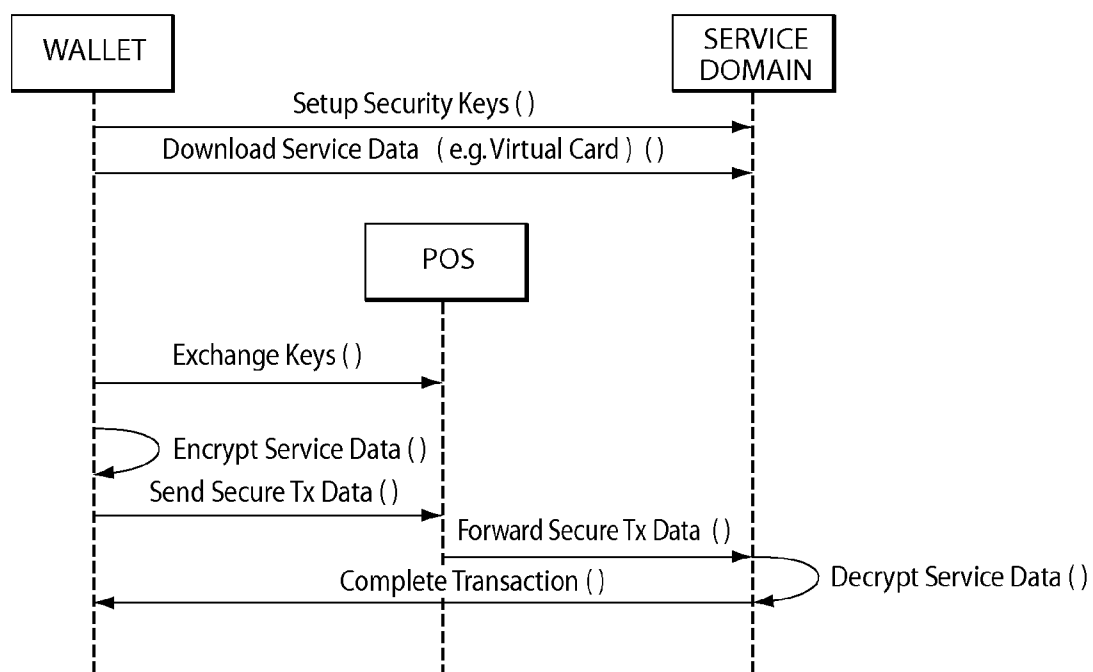 WALLET
SERVICE
DOMAIN
Setup Security Keys ( )
Download Service Data ( e.g. Virtual Card ) ( )
POS
Exchange Keys ( )
Encrypt Service Data ( )
Send Secure Tx Data ( )
Forward Secure Tx Data ( )
Decrypt Service Data ( )
Complete Transaction ( )